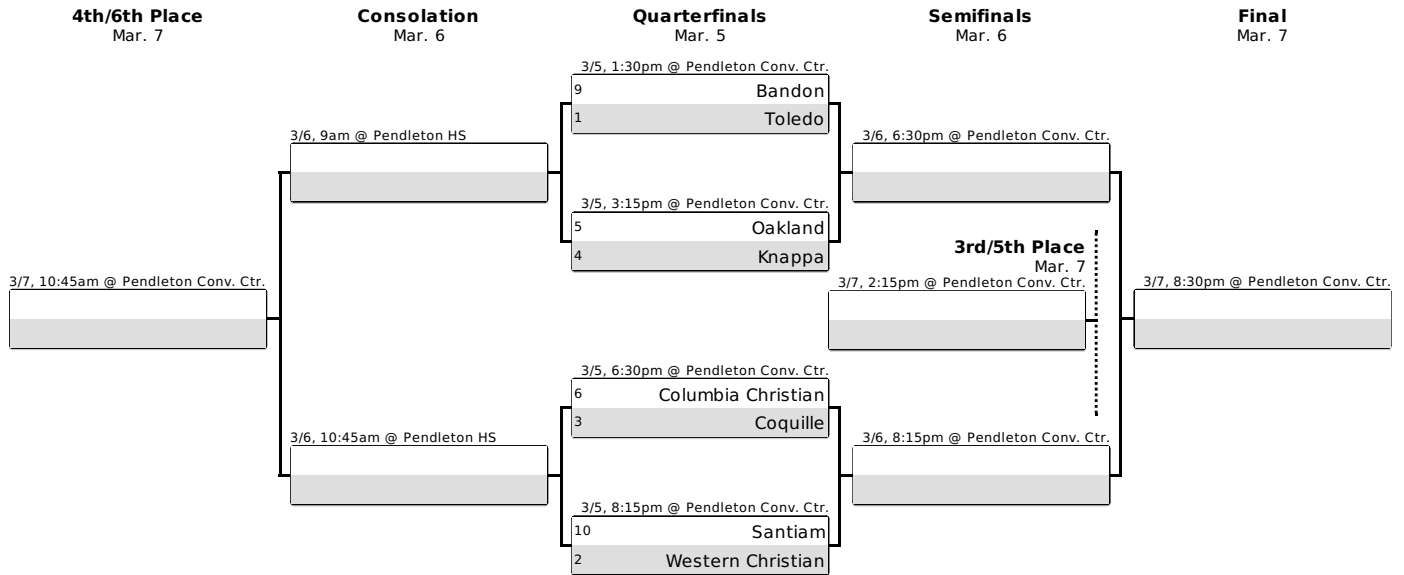 4th/6th Place
Mar. 7
Consolation
Mar. 6
Quarterfinals
Mar. 5
Semifinals
Mar. 6
Final
Mar. 7
3/5, 1:30pm @ Pendleton Conv. Ctr.
9 Bandon
1 Toledo
3/6, 9am @ Pendleton HS
3/6, 6:30pm @ Pendleton Conv. Ctr.
3/5, 3:15pm @ Pendleton Conv. Ctr.
5 Oakland
4 Knappa
3rd/5th Place
Mar. 7
3/7, 10:45am @ Pendleton Conv. Ctr.
3/7, 2:15pm @ Pendleton Conv. Ctr.
3/7, 8:30pm @ Pendleton Conv. Ctr.
3/5, 6:30pm @ Pendleton Conv. Ctr.
6 Columbia Christian
3 Coquille
3/6, 10:45am @ Pendleton HS
3/6, 8:15pm @ Pendleton Conv. Ctr.
3/5, 8:15pm @ Pendleton Conv. Ctr.
10 Santiam
2 Western Christian